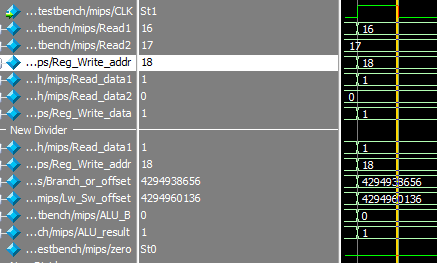 ...testbench/mips/CLK St1
...tbench/mips/Read1 16 16
...tbench/mips/Read2 17 17
...ps/Reg_Write_addr 18 18
...h/mips/Read_data1 1 1
...h/mips/Read_data2 0 0
...ps/Reg_Write_data 1 1
New Divider
...h/mips/Read_data1 1 1
...ps/Reg_Write_addr 18 18
...s/Branch_or_offset 4294938656 4294938656
...mips/Lw_Sw_offset 4294960136 4294960136
...tbench/mips/ALU_B 0 0
...ch/mips/ALU_result 1 1
...estbench/mips/zero St0
New Divider